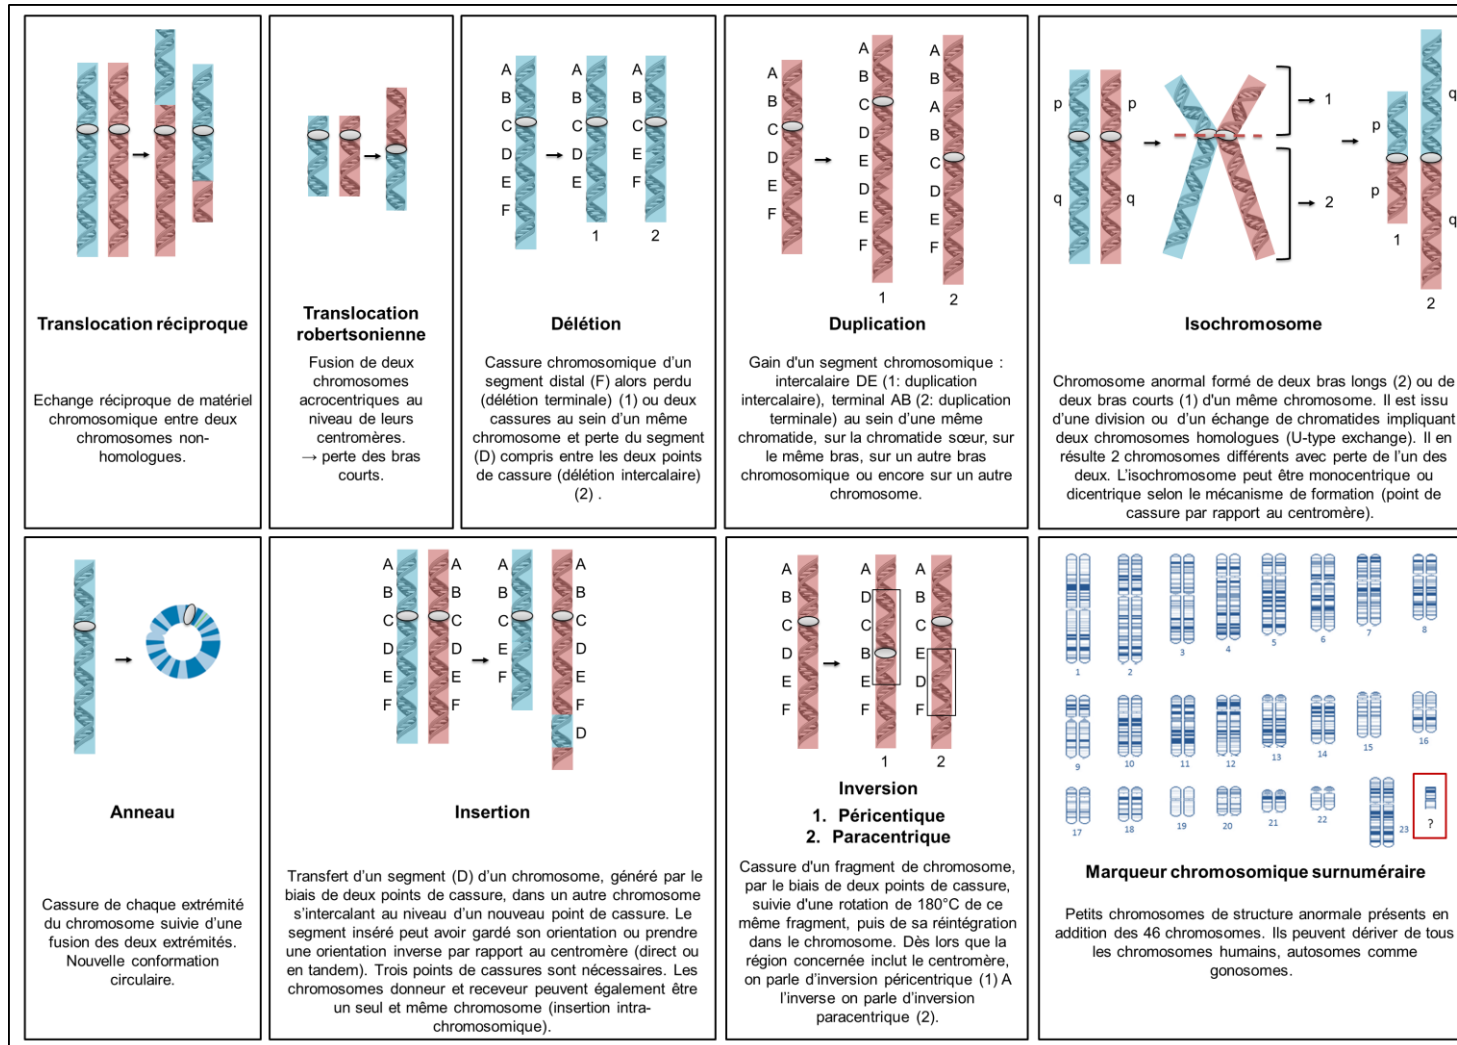 A
B
C
D
E
F
A
B
C
D
E
1
A
B
C
E
F
2
A
B
C
D
E
F
A
B
C
D
E
D
E
F
1
A
B
A
B
C
D
E
F
2
p
p
q
q
1
2
p
p
1
q
q
2
Translocation réciproque
Echange réciproque de matériel
chromosomique entre deux
chromosomes non-
homologues.
Translocation
robertsonienne
Fusion de deux
chromosomes
acrocentriques au
niveau de leurs
centromères.
→ perte des bras
courts.
Délétion
Cassure chromosomique d'un
segment distal (F) alors perdu
(délétion terminale) (1) ou deux
cassures au sein d'un même
chromosome et perte du segment
(D) compris entre les deux points
de cassure (délétion intercalaire)
(2) .
Duplication
Gain d'un segment chromosomique :
intercalaire DE (1: duplication
intercalaire), terminal AB (2: duplication
terminale) au sein d'une même
chromatide, sur la chromatide sœur, sur
le même bras, sur un autre bras
chromosomique ou encore sur un autre
chromosome.
Isochromosome
Chromosome anormal formé de deux bras longs (2) ou de
deux bras courts (1) d'un même chromosome. Il est issu
d'une division ou d'un échange de chromatides impliquant
deux chromosomes homologues (U-type exchange). Il en
résulte 2 chromosomes différents avec perte de l'un des
deux. L'isochromosome peut être monocentrique ou
dicentrique selon le mécanisme de formation (point de
cassure par rapport au centromère).
Anneau
Cassure de chaque extrémité
du chromosome suivie d'une
fusion des deux extrémités.
Nouvelle conformation
circulaire.
A
B
C
D
E
F
A
B
C
D
E
F
A
B
C
E
F
A
B
C
D
E
F
D
Insertion
Transfert d'un segment (D) d'un chromosome, généré par le
biais de deux points de cassure, dans un autre chromosome
s'intercalant au niveau d'un nouveau point de cassure. Le
segment inséré peut avoir gardé son orientation ou prendre
une orientation inverse par rapport au centromère (direct ou
en tandem). Trois points de cassures sont nécessaires. Les
chromosomes donneur et receveur peuvent également être
un seul et même chromosome (insertion intra-
chromosomique).
A
B
C
D
E
F
A
D
C
B
E
F
1
A
B
C
E
D
F
2
Inversion
1. Péricentique
2. Paracentrique
Cassure d'un fragment de chromosome,
par le biais de deux points de cassure,
suivie d'une rotation de 180°C de ce
même fragment, puis de sa réintégration
dans le chromosome. Dès lors que la
région concernée inclut le centromère,
on parle d'inversion péricentrique (1) A
l'inverse on parle d'inversion
paracentrique (2).
1
2
3
4
5
6
7
8
9
10
11
12
13
14
15
16
17
18
19
20
21
22
23
?
Marqueur chromosomique surnuméraire
Petits chromosomes de structure anormale présents en
addition des 46 chromosomes. Ils peuvent dériver de tous
les chromosomes humains, autosomes comme
gonosomes.